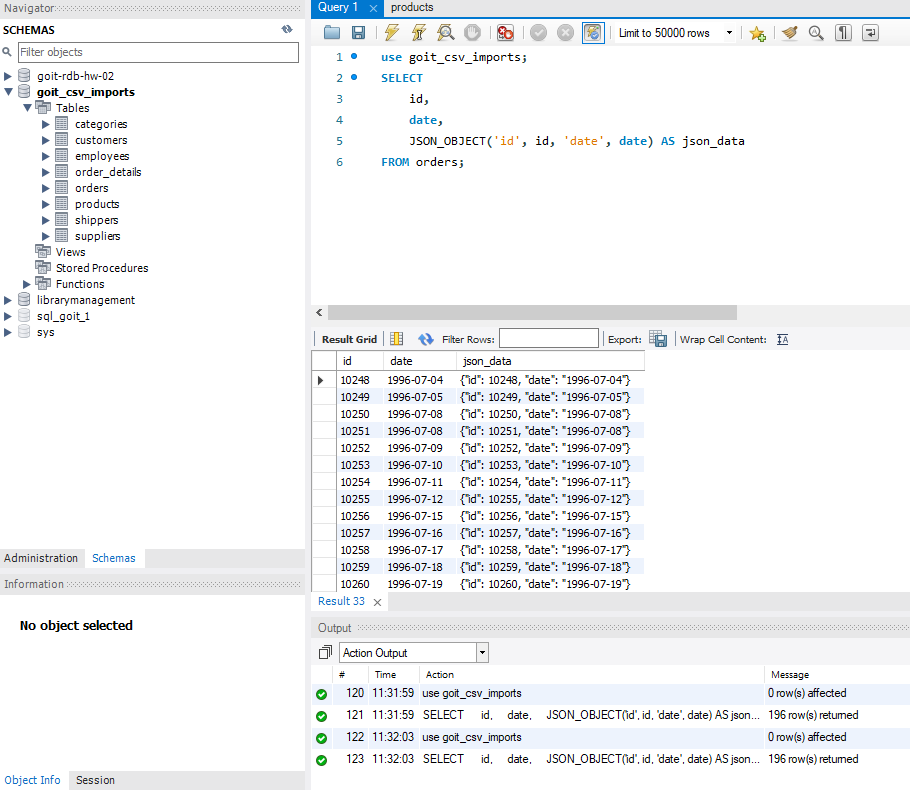 Navigator
SCHEMAS
Filter objects
goit-rdb-hw-02
goit_csv_imports
Tables
categories
customers
employees
order_details
orders
products
shippers
suppliers
Views
Stored Procedures
Functions
librarymanagement
sql_goit_1
sys
Administration Schemas
Information
No object selected
Object Info Session
Query 1 products
Limit to 50000 rows
1 use goit_csv_imports;
2 SELECT
3 id,
4 date,
5 JSON_OBJECT('id', id, 'date', date) AS json_data
6 FROM orders;
Result Grid Filter Rows: Export: Wrap Cell Content:
id date json_data
10248 1996-07-04 {"id": 10248, "date": "1996-07-04"}
10249 1996-07-05 {"id": 10249, "date": "1996-07-05"}
10250 1996-07-08 {"id": 10250, "date": "1996-07-08"}
10251 1996-07-08 {"id": 10251, "date": "1996-07-08"}
10252 1996-07-09 {"id": 10252, "date": "1996-07-09"}
10253 1996-07-10 {"id": 10253, "date": "1996-07-10"}
10254 1996-07-11 {"id": 10254, "date": "1996-07-11"}
10255 1996-07-12 {"id": 10255, "date": "1996-07-12"}
10256 1996-07-15 {"id": 10256, "date": "1996-07-15"}
10257 1996-07-16 {"id": 10257, "date": "1996-07-16"}
10258 1996-07-17 {"id": 10258, "date": "1996-07-17"}
10259 1996-07-18 {"id": 10259, "date": "1996-07-18"}
10260 1996-07-19 {"id": 10260, "date": "1996-07-19"}
Result 33
Output
Action Output
# Time Action Message
120 11:31:59 use goit_csv_imports 0 row(s) affected
121 11:31:59 SELECT id, date, JSON_OBJECT('id', id, 'date', date) AS json... 196 row(s) returned
122 11:32:03 use goit_csv_imports 0 row(s) affected
123 11:32:03 SELECT id, date, JSON_OBJECT('id', id, 'date', date) AS json... 196 row(s) returned